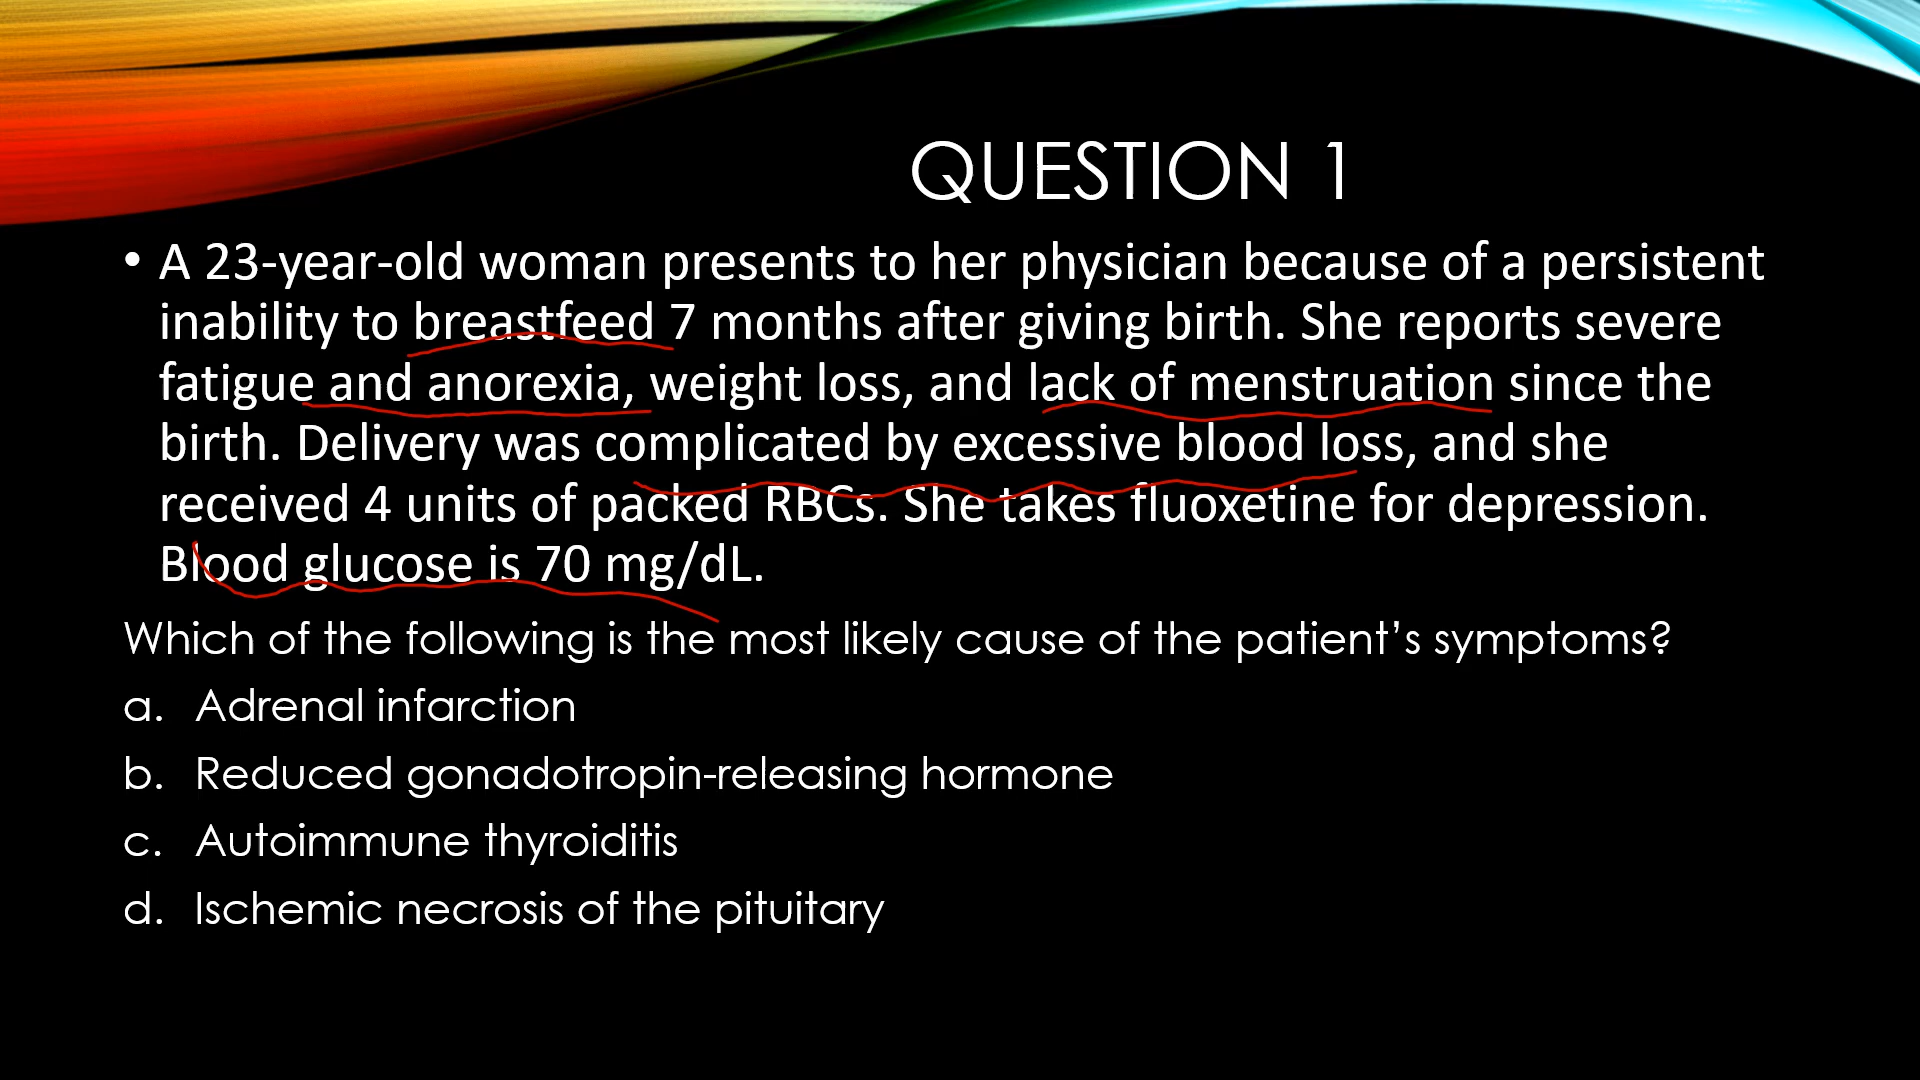 QUESTION 1
• A 23-year-old woman presents to her physician because of a persistent
inability to breastfeed 7 months after giving birth. She reports severe
fatigue and anorexia, weight loss, and lack of menstruation since the
birth. Delivery was complicated by excessive blood loss, and she
received 4 units of packed RBCs. She takes fluoxetine for depression.
Blood glucose is 70 mg/dL.
Which of the following is the most likely cause of the patient’s symptoms?
a. Adrenal infarction
b. Reduced gonadotropin-releasing hormone
c. Autoimmune thyroiditis
d. Ischemic necrosis of the pituitary